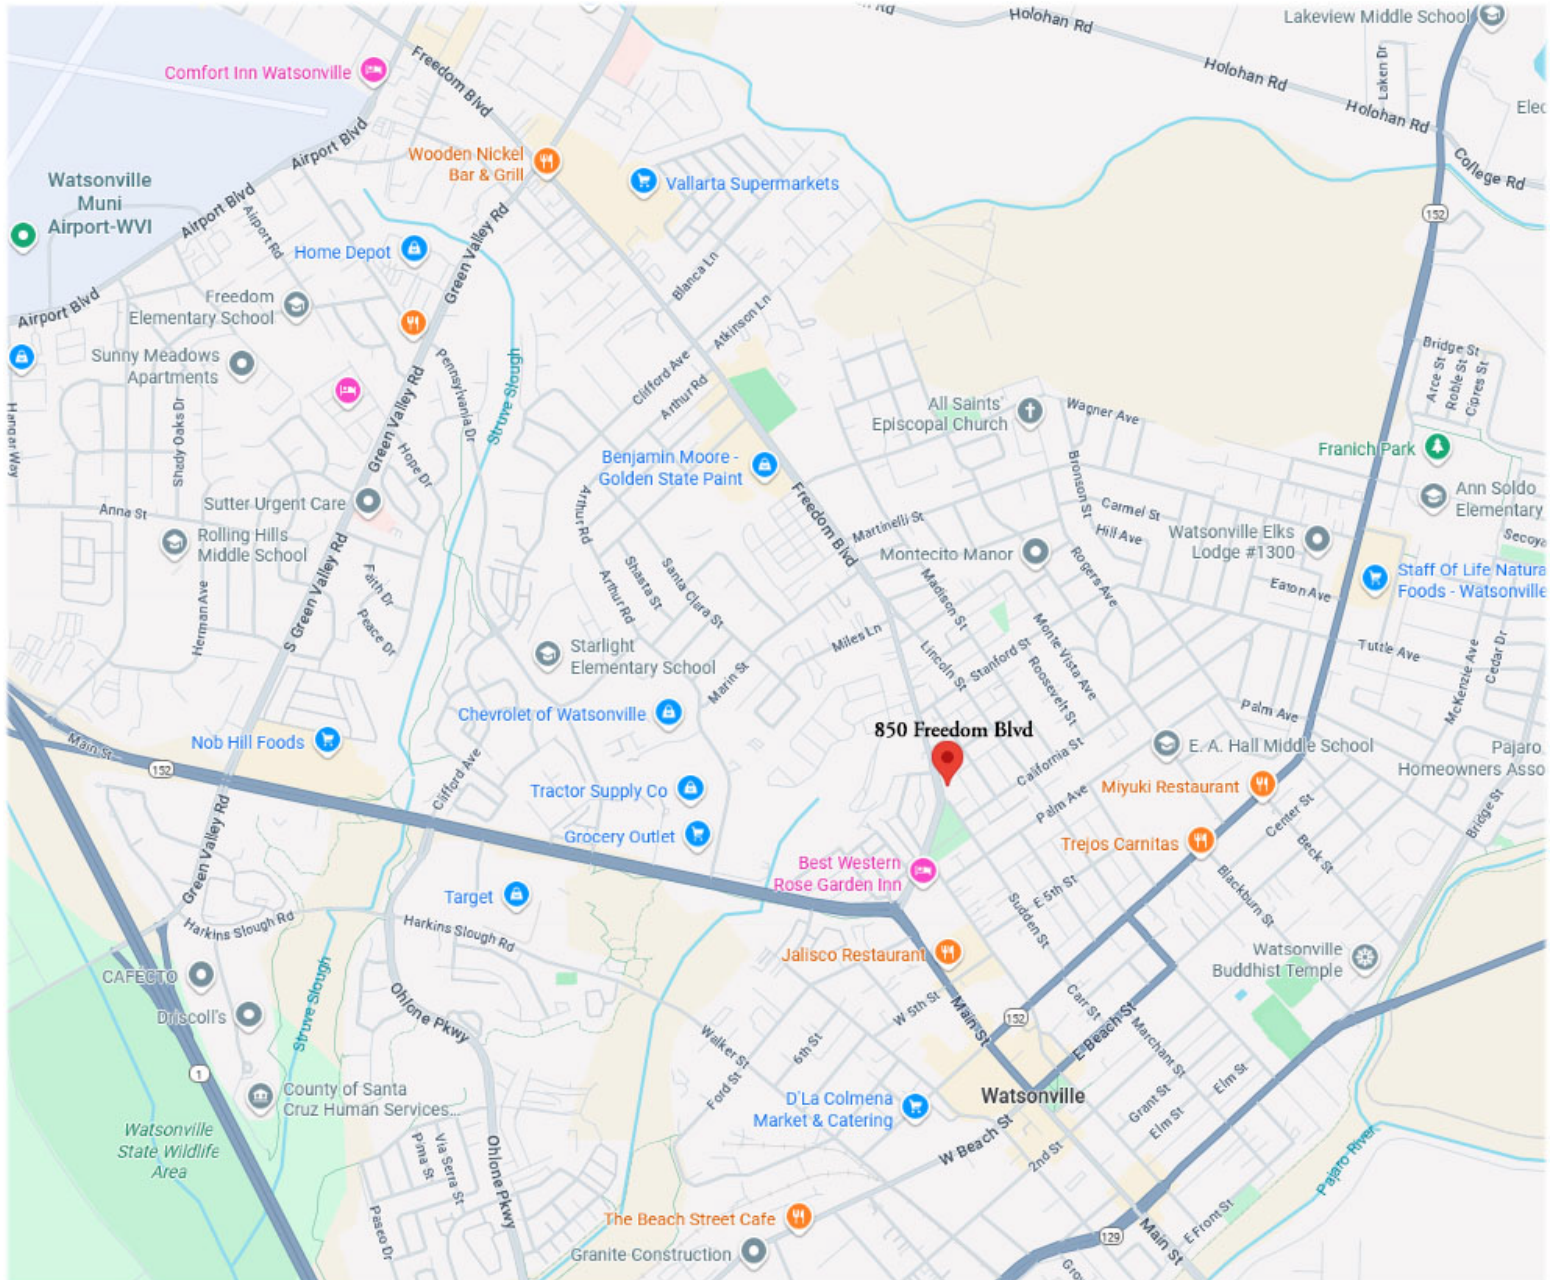 Rd
Holohan Rd
Lakeview Middle School
Comfort Inn Watsonville
Freedom Blvd
Holohan Rd
Laken Dr
Holohan Rd
Elec
Airport Blvd
Wooden Nickel
Bar & Grill
Vallarta Supermarkets
College Rd
Watsonville
Muni
Airport-WVI
Airport Blvd
Airport Rd
152
Home Depot
Green Valley Rd
Blanca Ln
Airport Blvd
Freedom
Elementary School
Atkinson Ln
Sunny Meadows
Apartments
Pennsylvania Dr
Struve Slough
Clifford Ave
Arthur Rd
Bridge St
Arce St
Roble St
Cipres St
Hangar Way
Shady Oaks Dr
Green Valley Rd
Hope Dr
All Saints'
Episcopal Church
Wagner Ave
Franich Park
Benjamin Moore -
Golden State Paint
Bronson St
Sutter Urgent Care
Anna St
Arthur Rd
Freedom Blvd
Martinelli St
Carmel St
Hill Ave
Ann Soldo
Elementary
Rolling Hills
Middle School
Montecito Manor
Watsonville Elks
Lodge #1300
Secoya
S Green Valley Rd
Faith Dr
Peace Dr
Herman Ave
Arthur Rd
Shasta St
Santa Clara St
Madison St
Rogers Ave
Eaton Ave
Staff Of Life Natura
Foods - Watsonville
Starlight
Elementary School
Miles Ln
Lincoln St
Stanford St
Monte Vista Ave
Roosevelt St
Tuttle Ave
McKenzie Ave
Cedar Dr
Marin St
Chevrolet of Watsonville
850 Freedom Blvd
Palm Ave
Main St
152
Nob Hill Foods
California St
E. A. Hall Middle School
Pajaro
Homeowners Asso
Clifford Ave
Tractor Supply Co
Palm Ave
Miyuki Restaurant
Bridge St
Green Valley Rd
Grocery Outlet
Trejos Carnitas
Center St
Beck St
Best Western
Rose Garden Inn
Target
Sudden St
E 5th St
Blackburn St
Harkins Slough Rd
Harkins Slough Rd
Jalisco Restaurant
Watsonville
Buddhist Temple
CAFECTO
Driscoll's
Struve Slough
Ohlone Pkwy
W 5th St
Main St
152
Carr St
E Beach St
Marchant St
1
Walker St
6th St
Ford St
County of Santa
Cruz Human Services...
D'La Colmena
Market & Catering
Watsonville
Grant St
Elm St
Elm St
Watsonville
State Wildlife
Area
Pima St
Via Serra St
Ohlone Pkwy
W Beach St
2nd St
Pajaro River
Paseo Dr
The Beach Street Cafe
Granite Construction
129
Main St
E Front St